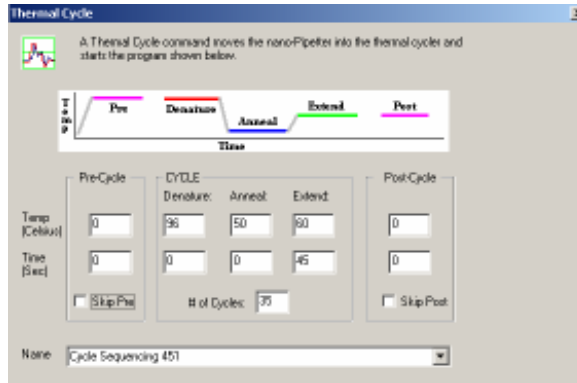 Thermal Cycle
A Thermal Cycle command moves the nano-Pipetter into the thermal cycler and
starts the program shown below.
Temp
Pre
Denature
Anneal
Extend
Post
Time
Pre-Cycle
CYCLE
Post-Cycle
Denature:
Anneal:
Extend:
Temp
(Celsius)
0
96
50
60
0
Time
(Sec)
0
0
0
45
0
Skip Pre
# of Cycles:
35
Skip Post
Name
Cycle Sequencing 451